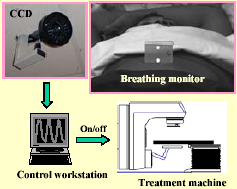 CCD
Breathing monitor
On/off
Control workstation
Treatment machine